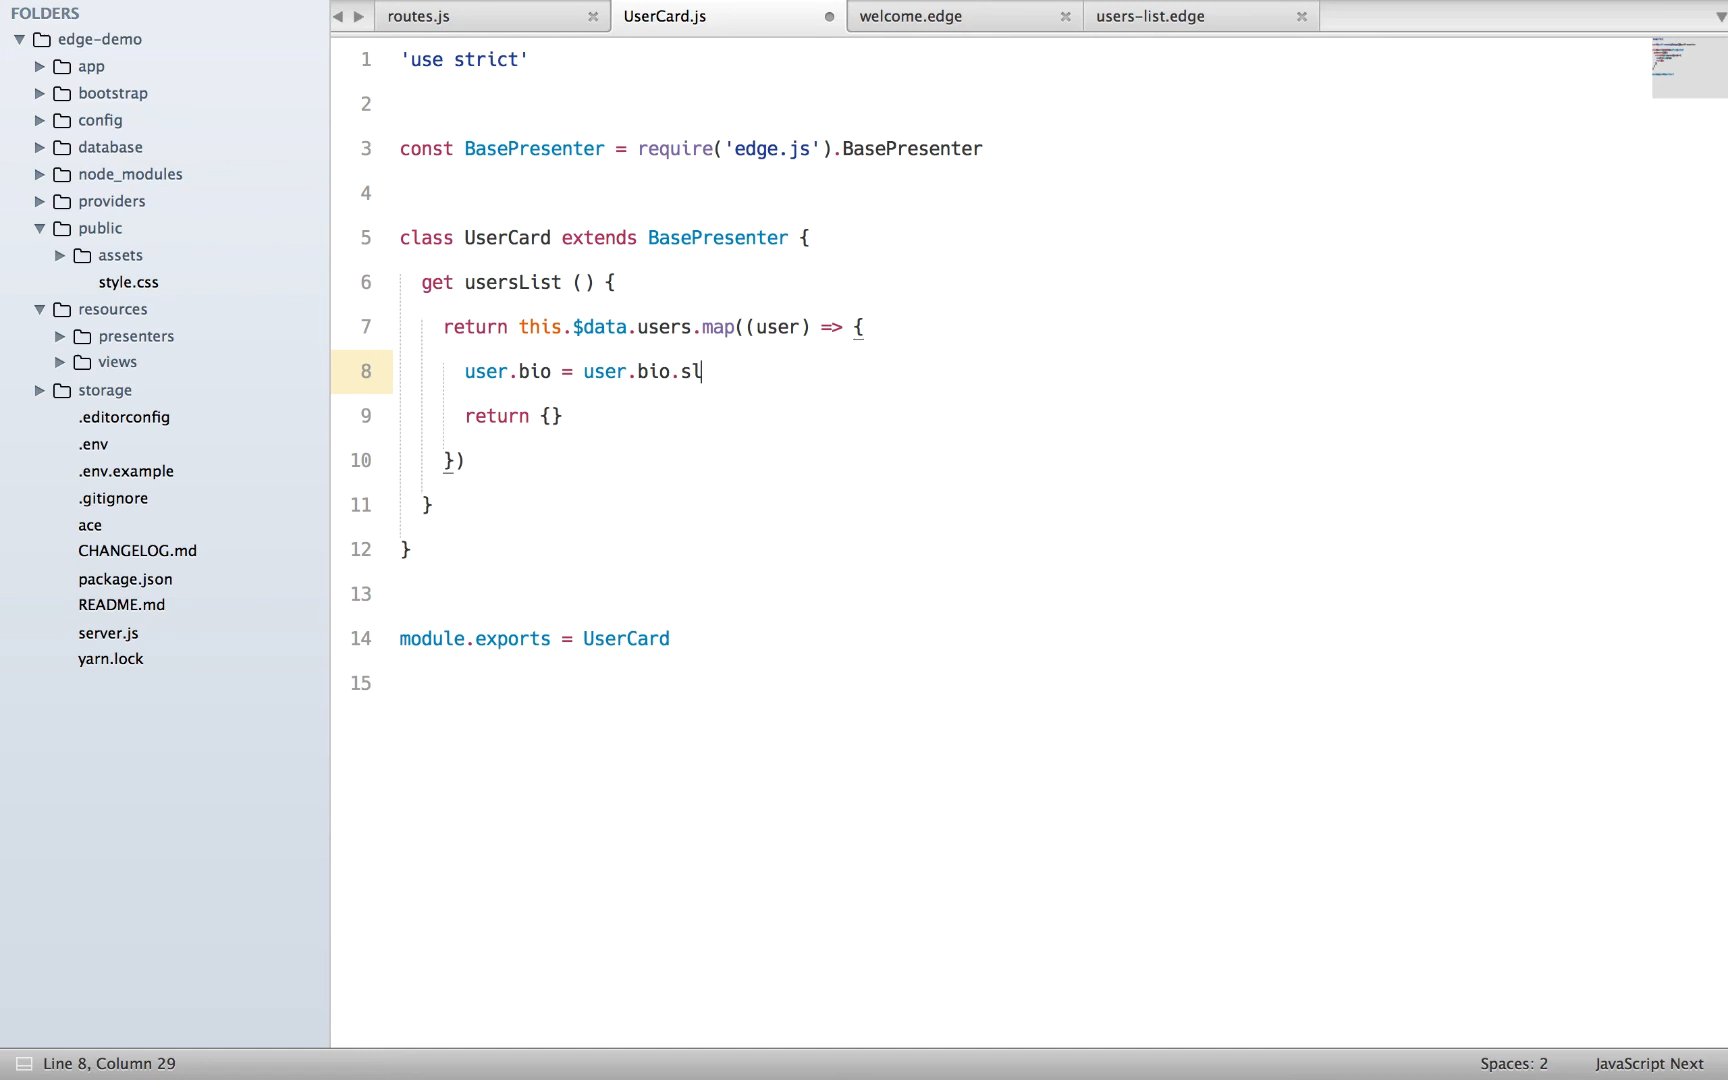 FOLDERS
edge-demo
app
bootstrap
config
database
node_modules
providers
public
assets
style.css
resources
presenters
views
storage
.editorconfig
.env
.env.example
.gitignore
ace
CHANGELOG.md
package.json
README.md
server.js
yarn.lock
routes.js
UserCard.js
welcome.edge
users-list.edge
1 'use strict'
2
3 const BasePresenter = require('edge.js').BasePresenter
4
5 class UserCard extends BasePresenter {
6 get usersList () {
7 return this.$data.users.map((user) => {
8 user.bio = user.bio.sl
9 return {}
10 })
11 }
12 }
13
14 module.exports = UserCard
15
Line 8, Column 29
Spaces: 2
JavaScript Next